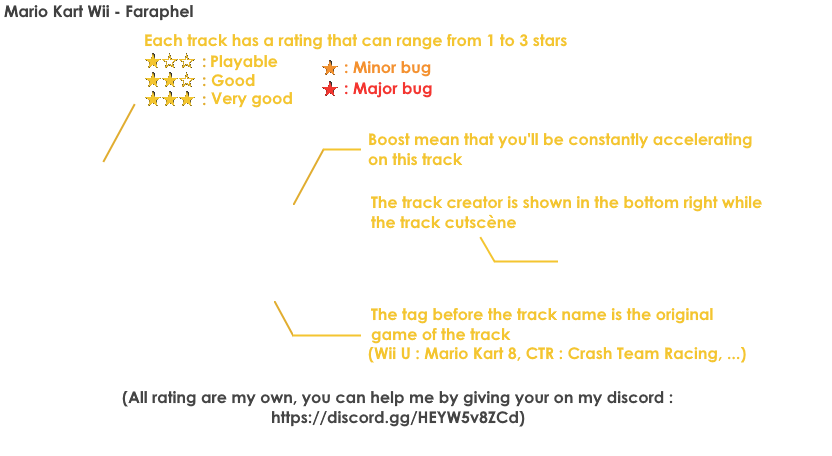 Mario Kart Wii - Faraphel
Each track has a rating that can range from 1 to 3 stars
: Playable
: Good
: Very good
: Minor bug
: Major bug
Boost mean that you'll be constantly accelerating
on this track
The track creator is shown in the bottom right while
the track cutscène
The tag before the track name is the original
game of the track
(Wii U : Mario Kart 8, CTR : Crash Team Racing, ...)
(All rating are my own, you can help me by giving your on my discord :
https://discord.gg/HEYW5v8ZCd)